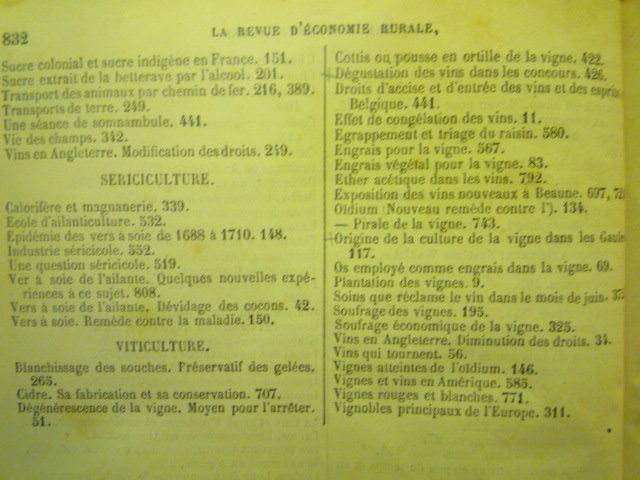 832
LA REVUE D'ÉCONOMIE RURALE,
Sucre colonial et sucre indigène en France. 151.
Sucre extrait de la betterave par l'alcool. 201.
Transport des animaux par chemin de fer. 216, 389.
Transports de terre. 249.
Une séance de somnambule. 441.
Vie des champs. 342.
Vins en Angleterre. Modification des droits. 249.
SERICICULTURE.
Calorifère et magnanerie. 339.
Ecole d'ailanticulture. 532.
Epidémie des vers à soie de 1688 à 1710. 148.
Industrie séricicole. 552.
Une question séricicole. 519.
Ver à soie de l'ailante. Quelques nouvelles expé-
riences à ce sujet. 808.
Vers à soie de l'ailante. Dévidage des cocons. 42.
Vers à soie. Remède contre la maladie. 150.
VITICULTURE.
Blanchissage des souches. Préservatif des gelées.
265.
Cidre. Sa fabrication et sa conservation. 707.
Dégénérescence de la vigne. Moyen pour l'arrêter.
51.
Cottis ou pousse en ortille de la vigne. 422.
Dégustation des vins dans les concours. 426.
Droits d'accise et d'entrée des vins et des esprits
Belgique. 441.
Effet de congélation des vins. 11.
Egrappement et triage du raisin. 580.
Engrais pour la vigne. 567.
Engrais végétal pour la vigne. 83.
Ether acétique dans les vins. 792.
Exposition des vins nouveaux à Beaune. 697,
Oïdium (Nouveau remède contre l'). 134.
— Pirale de la vigne. 743.
Origine de la culture de la vigne dans les Gaules
117.
Os employé comme engrais dans la vigne. 69.
Plantation des vignes. 9.
Soins que réclame le vin dans le mois de juin.
Soufrage des vignes. 195.
Soufrage économique de la vigne. 325.
Vins en Angleterre. Diminution des droits. 34.
Vins qui tournent. 56.
Vignes atteintes de l'oïdium. 146.
Vignes et vins en Amérique. 585.
Vignes rouges et blanches. 771.
Vignobles principaux de l'Europe. 311.